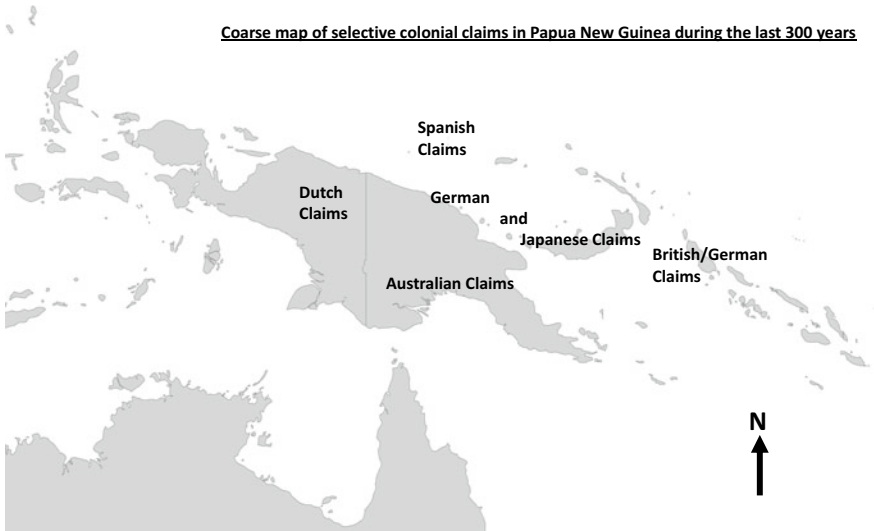 Coarse map of selective colonial claims in Papua New Guinea during the last 300 years
Spanish
Claims
Dutch
Claims
German
and
Japanese Claims
British/German
Claims
Australian Claims
N